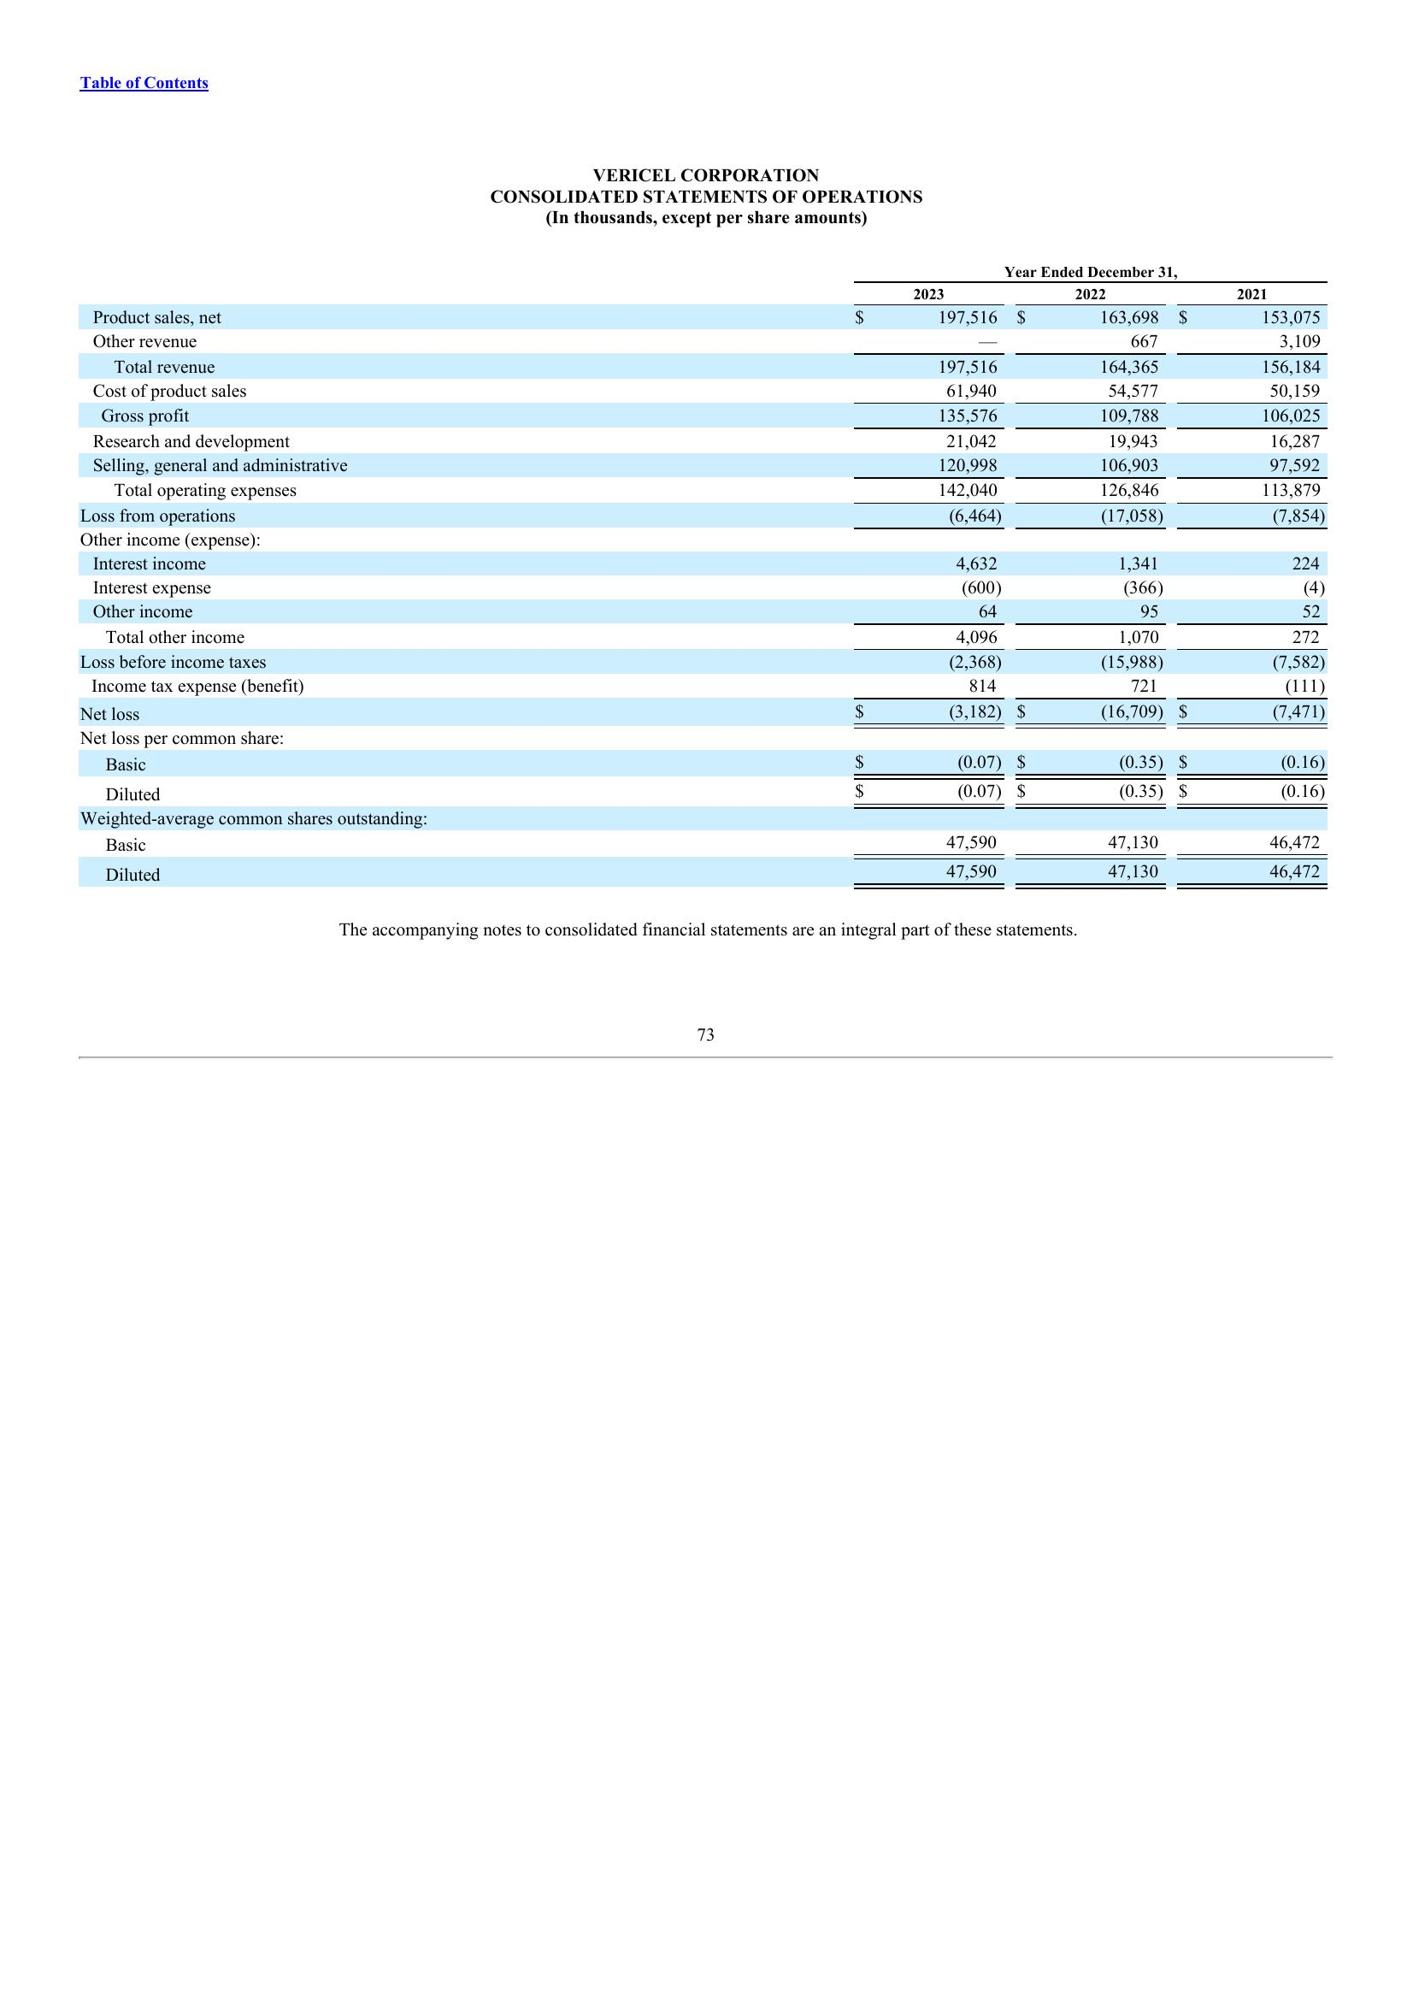 Table of Contents
VERICEL CORPORATION
CONSOLIDATED STATEMENTS OF OPERATIONS
(In thousands, except per share amounts)
Year Ended December 31,
2023 2022 2021
Product sales, net $ 197,516 $ 163,698 $ 153,075
Other revenue — 667 3,109
Total revenue 197,516 164,365 156,184
Cost of product sales 61,940 54,577 50,159
Gross profit 135,576 109,788 106,025
Research and development 21,042 19,943 16,287
Selling, general and administrative 120,998 106,903 97,592
Total operating expenses 142,040 126,846 113,879
Loss from operations (6,464) (17,058) (7,854)
Other income (expense):
Interest income 4,632 1,341 224
Interest expense (600) (366) (4)
Other income 64 95 52
Total other income 4,096 1,070 272
Loss before income taxes (2,368) (15,988) (7,582)
Income tax expense (benefit) 814 721 (111)
Net loss $ (3,182) $ (16,709) $ (7,471)
Net loss per common share:
Basic $ (0.07) $ (0.35) $ (0.16)
Diluted $ (0.07) $ (0.35) $ (0.16)
Weighted-average common shares outstanding:
Basic 47,590 47,130 46,472
Diluted 47,590 47,130 46,472
The accompanying notes to consolidated financial statements are an integral part of these statements.
73